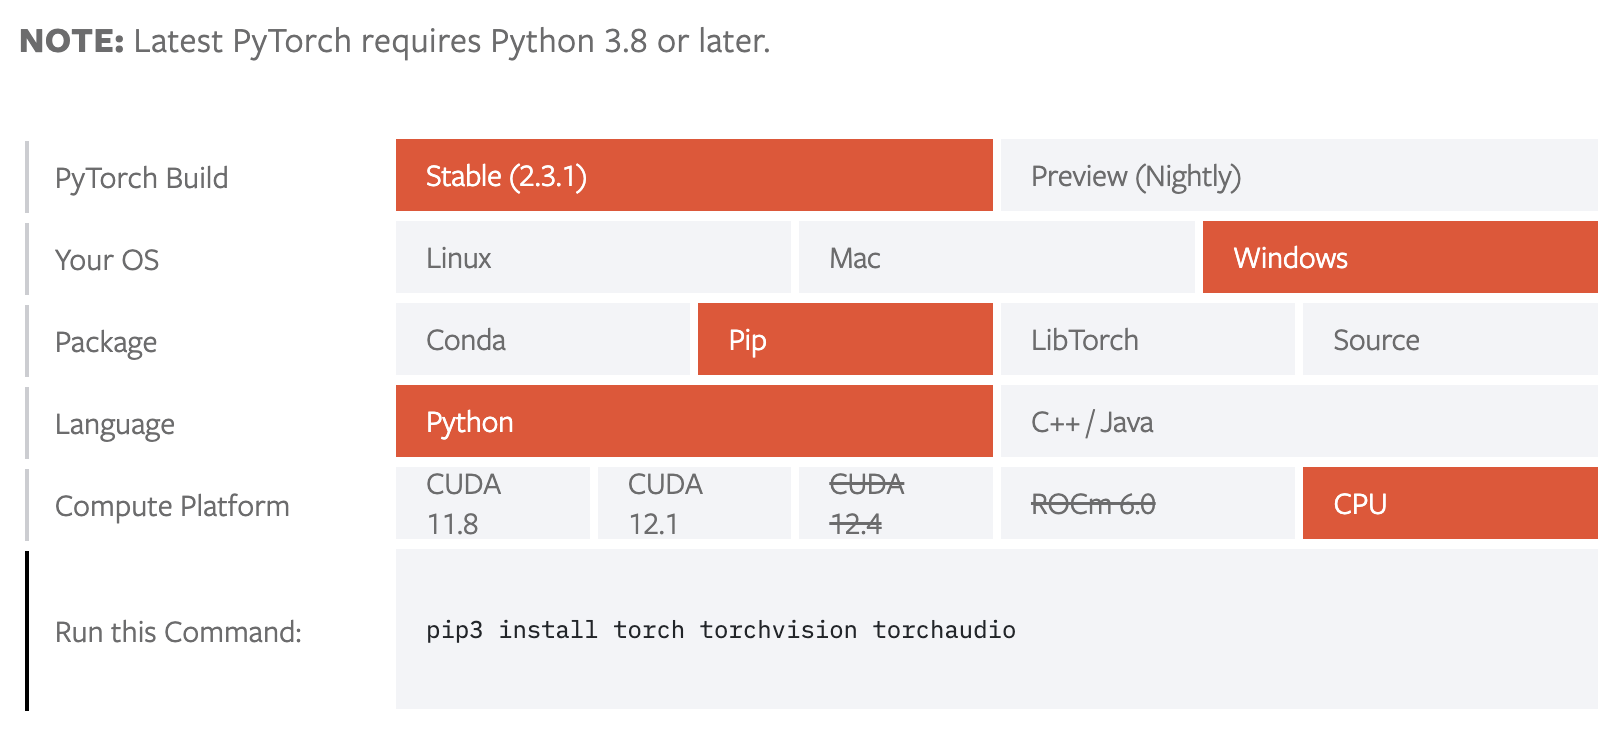 NOTE: Latest PyTorch requires Python 3.8 or later.
PyTorch Build
Stable (2.3.1)
Preview (Nightly)
Your OS
Linux
Mac
Windows
Package
Conda
Pip
LibTorch
Source
Language
Python
C++ / Java
Compute Platform
CUDA
11.8
CUDA
12.1
CUDA
12.4
ROCm 6.0
CPU
Run this Command:
pip3 install torch torchvision torchaudio